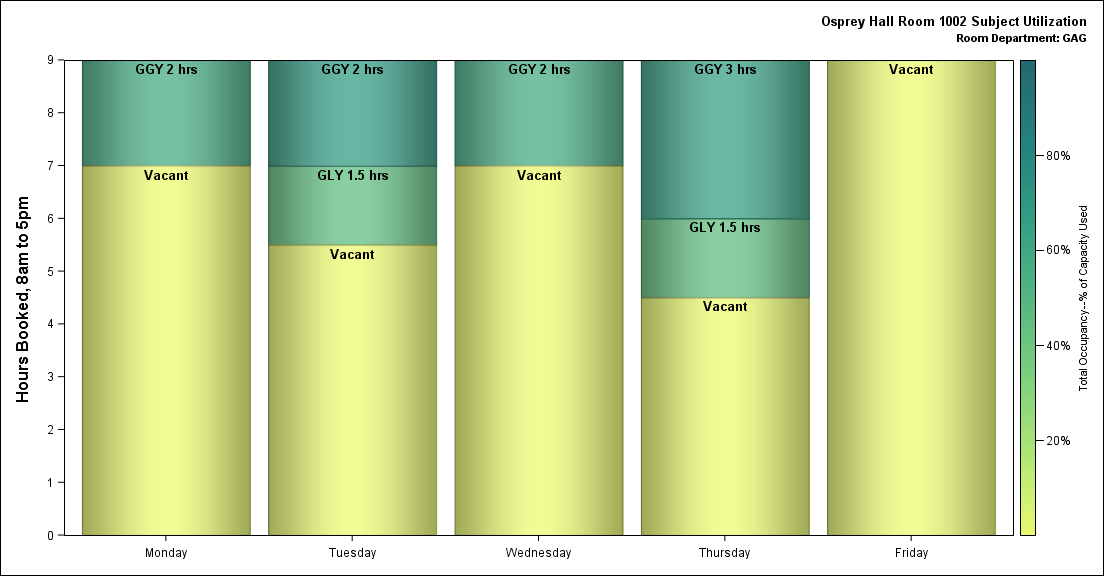 Osprey Hall Room 1002 Subject Utilization
Room Department: GAG
Hours Booked, 8am to 5pm
9
8
7
6
5
4
3
2
1
0
GGY 2 hrs
Vacant
GGY 2 hrs
GLY 1.5 hrs
Vacant
GGY 2 hrs
Vacant
GGY 3 hrs
GLY 1.5 hrs
Vacant
Vacant
Monday
Tuesday
Wednesday
Thursday
Friday
80%
60%
40%
20%
Total Occupancy--% of Capacity Used